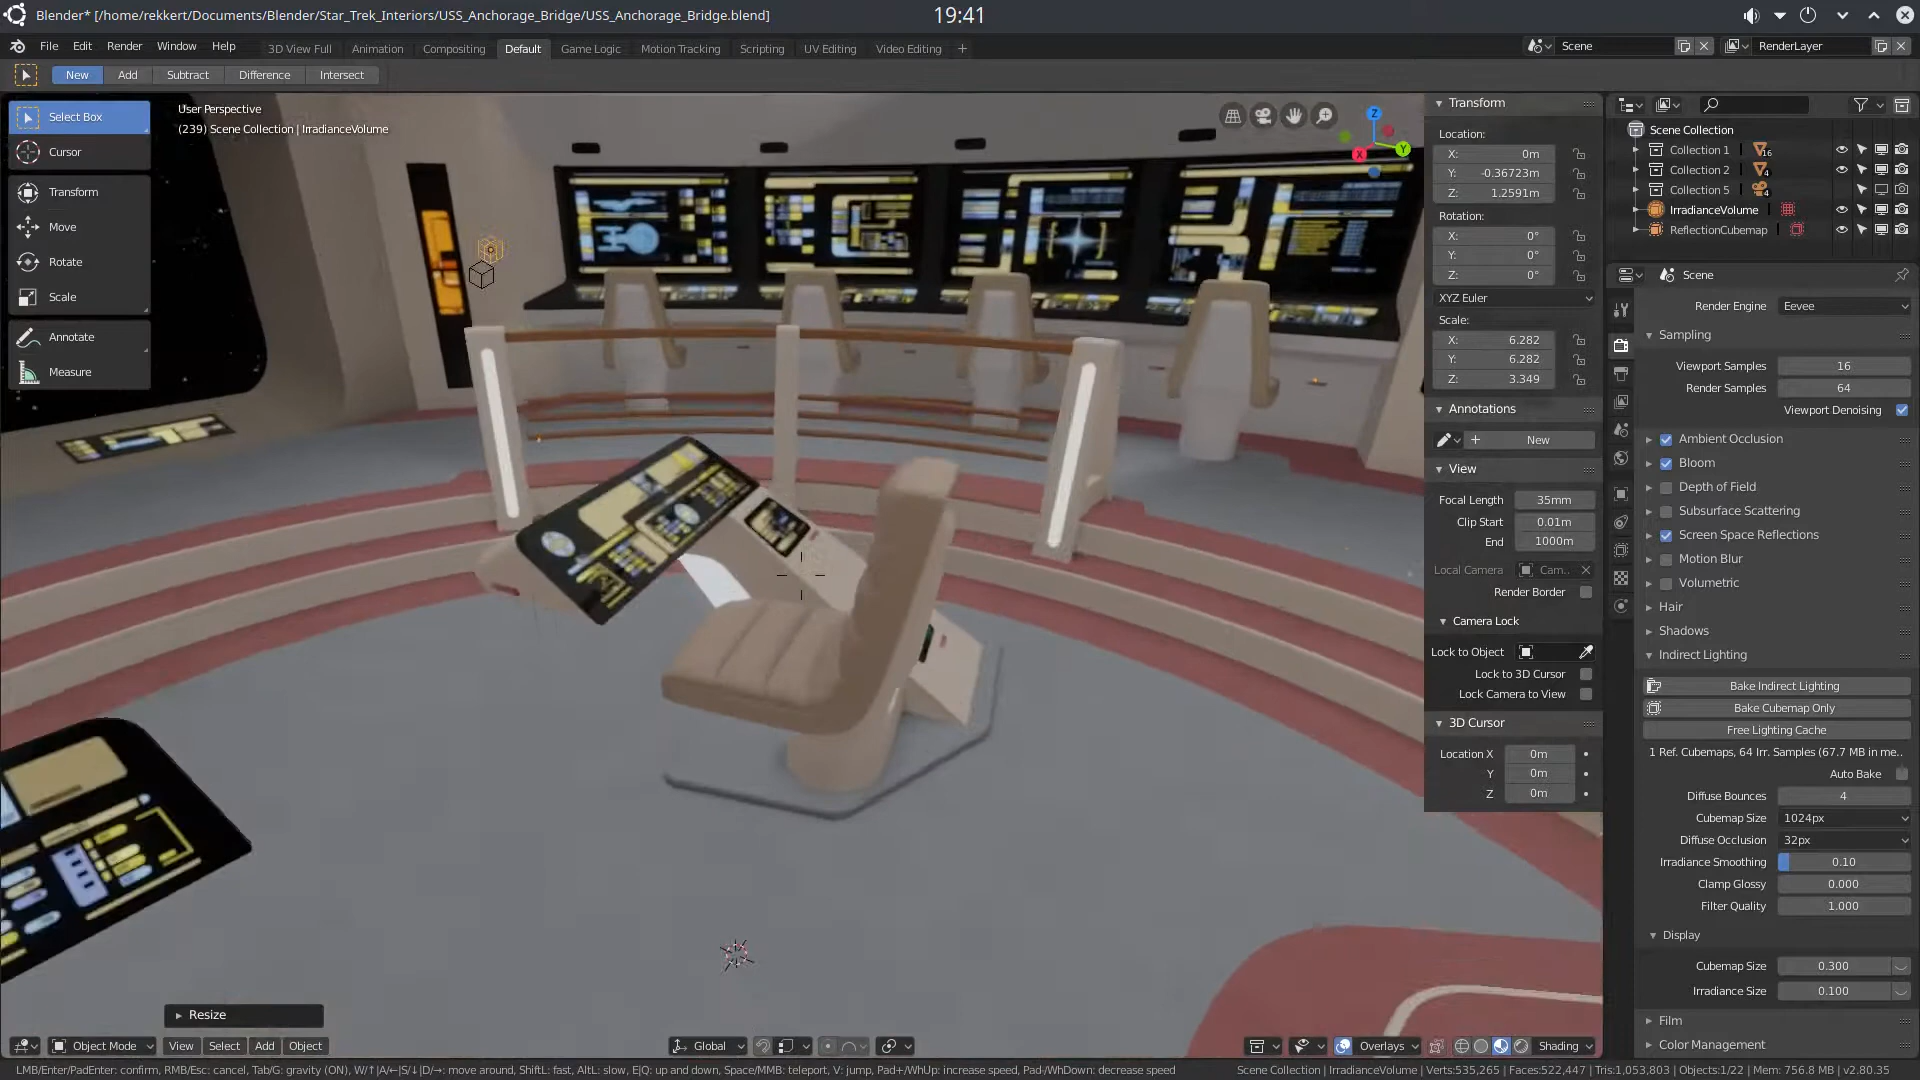 Blender* [/home/rekkert/Documents/Blender/Star_Trek_Interiors/USS_Anchorage_Bridge/USS_Anchorage_Bridge.blend]
19:41
File Edit Render Window Help
3D View Full Animation Compositing Default Game Logic Motion Tracking Scripting UV Editing Video Editing +
Scene
RenderLayer
New Add Subtract Difference Intersect
Select Box
Cursor
Transform
Move
Rotate
Scale
Annotate
Measure
User Perspective
(239) Scene Collection | IrradianceVolume
Z
Y
X
Transform
Location:
X: 0m
Y: -0.36723m
Z: 1.2591m
Rotation:
X: 0°
Y: 0°
Z: 0°
XYZ Euler
Scale:
X: 6.282
Y: 6.282
Z: 3.349
Annotations
+ New
View
Focal Length 35mm
Clip Start 0.01m
End 1000m
Local Camera Cam..
Render Border
Camera Lock
Lock to Object
Lock to 3D Cursor
Lock Camera to View
3D Cursor
Location X 0m
Y 0m
Z 0m
Scene Collection
Collection 1 16
Collection 2 4
Collection 5 4
IrradianceVolume
ReflectionCubemap
Scene
Render Engine Eevee
Sampling
Viewport Samples 16
Render Samples 64
Viewport Denoising
Ambient Occlusion
Bloom
Depth of Field
Subsurface Scattering
Screen Space Reflections
Motion Blur
Volumetric
Hair
Shadows
Indirect Lighting
Bake Indirect Lighting
Bake Cubemap Only
Free Lighting Cache
1 Ref. Cubemaps, 64 Irr. Samples (67.7 MB in me..
Auto Bake
Diffuse Bounces 4
Cubemap Size 1024px
Diffuse Occlusion 32px
Irradiance Smoothing 0.10
Clamp Glossy 0.000
Filter Quality 1.000
Display
Cubemap Size 0.300
Irradiance Size 0.100
Film
Color Management
Resize
Object Mode View Select Add Object
Global
Overlays
Shading
LMB/Enter/PadEnter: confirm, RMB/Esc: cancel, Tab/G: gravity (ON), W/↑|A/←|S/↓|D/→: move around, ShiftL: fast, AltL: slow, E|Q: up and down, Space/MMB: teleport, V: jump, Pad+/WhUp: increase speed, Pad-/WhDown: decrease speed
Scene Collection | IrradianceVolume | Verts:535,265 | Faces:522,447 | Tris:1,053,803 | Objects:1/22 | Mem: 756.8 MB | v2.80.35